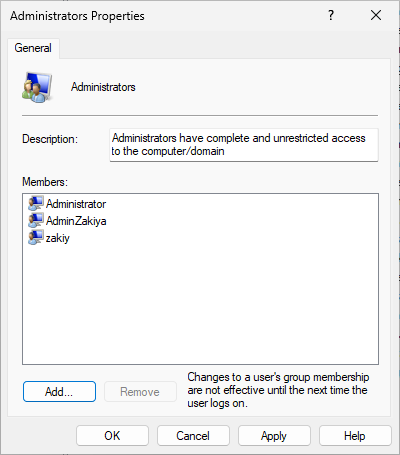 Administrators Properties
?
General
Administrators
Description:
Administrators have complete and unrestricted access
to the computer/domain
Members:
Administrator
AdminZakiya
zakiy
Add...
Remove
Changes to a user's group membership
are not effective until the next time the
user logs on.
OK
Cancel
Apply
Help